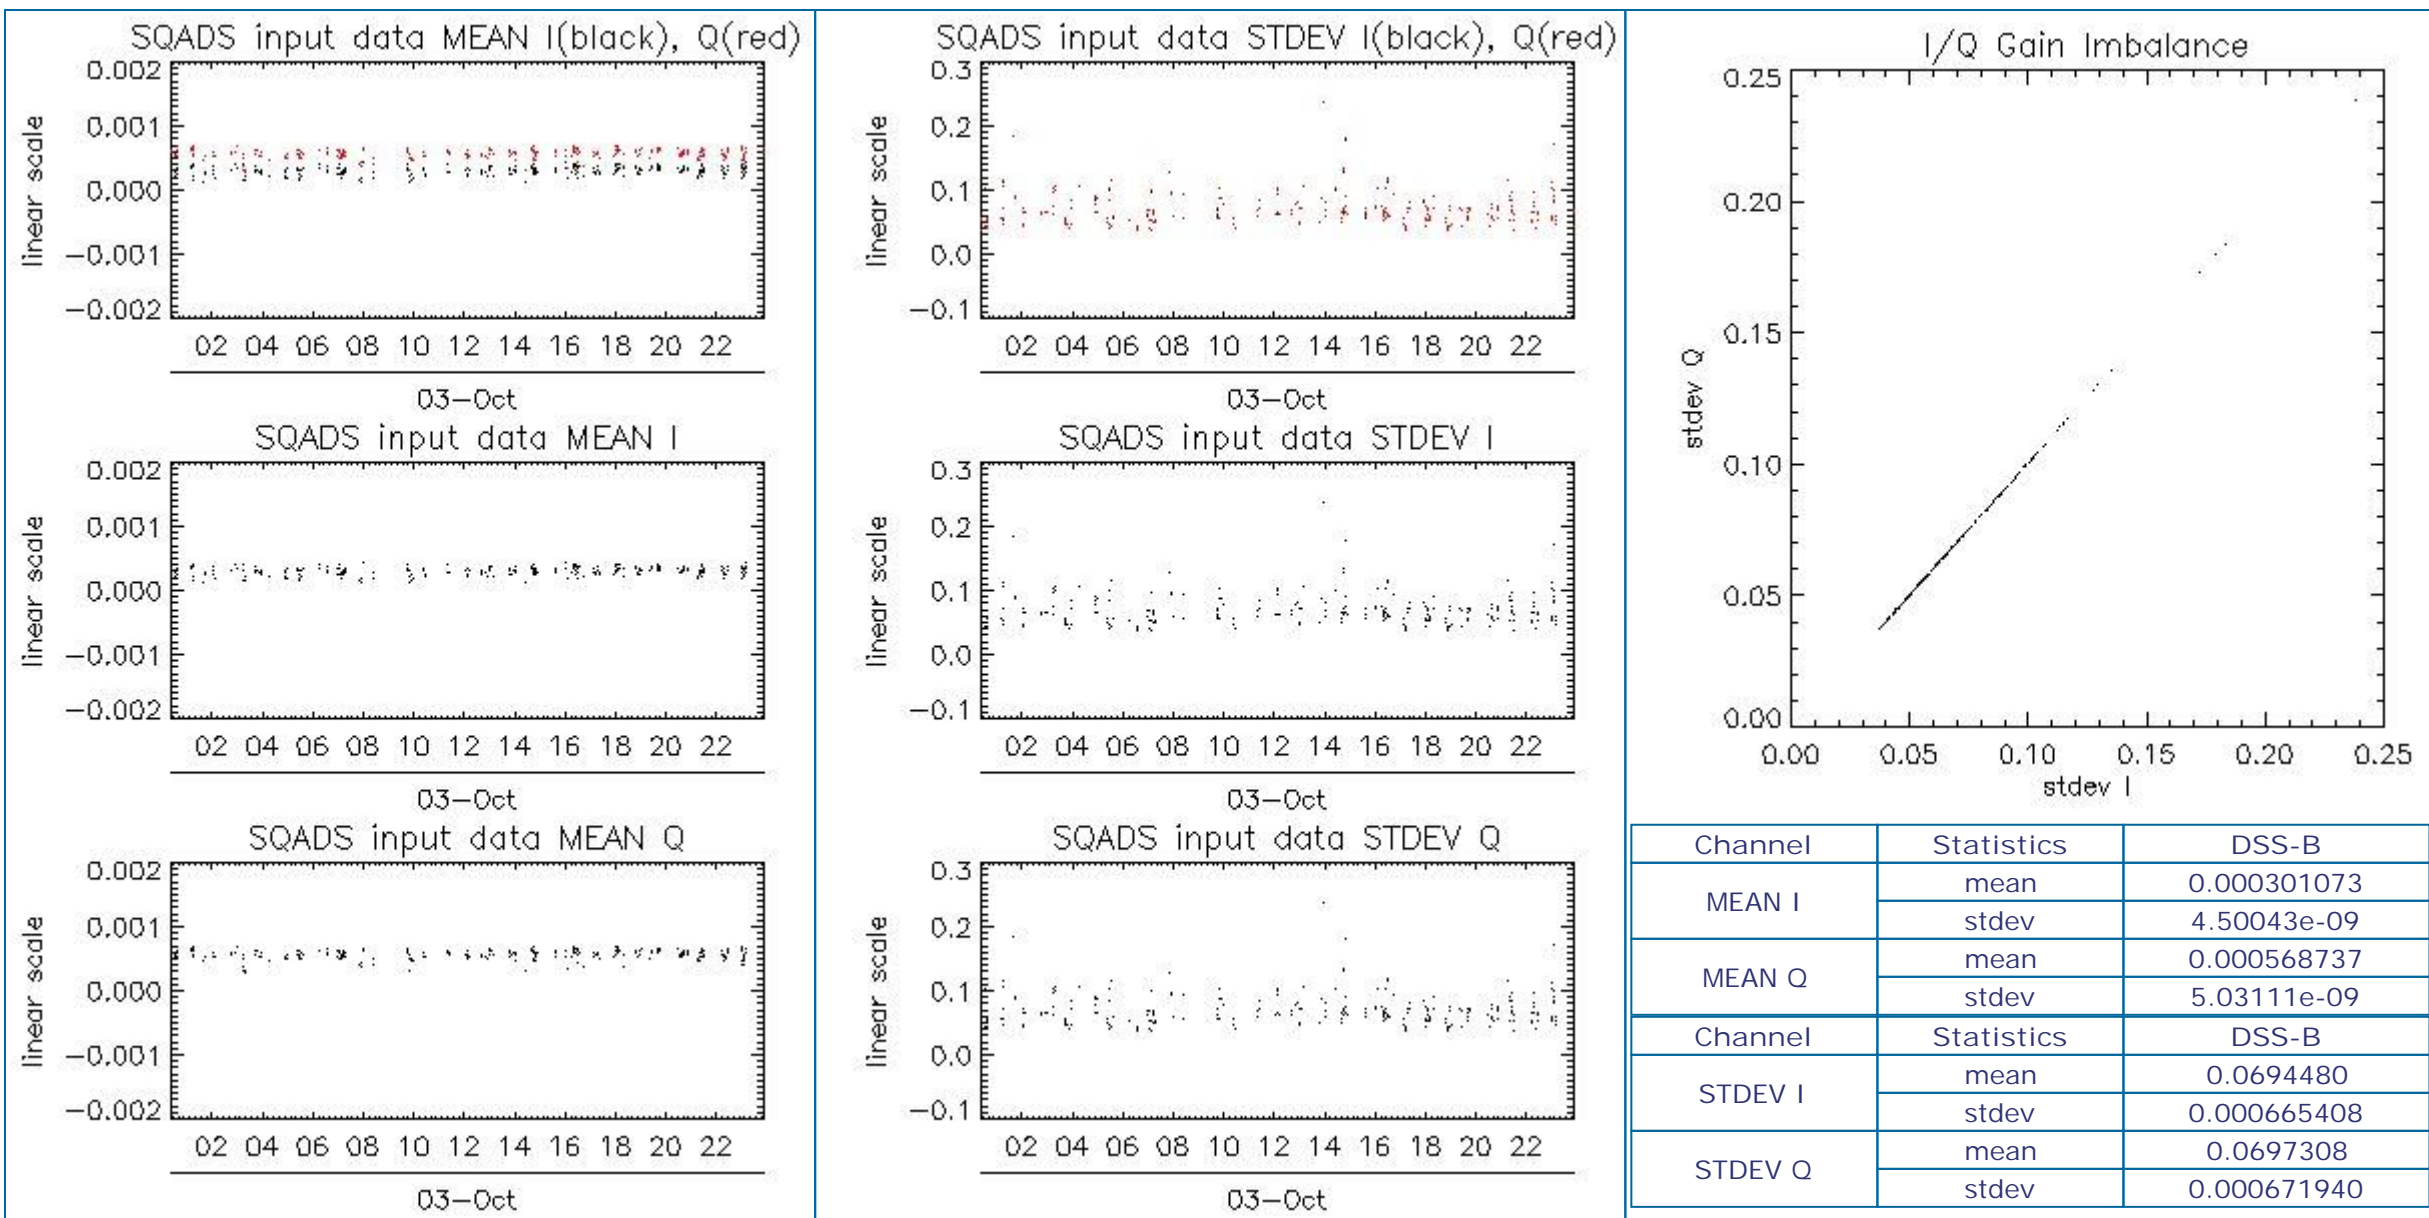 SQADS input data MEAN I(black), Q(red)
0.002
0.001
0.000
-0.001
-0.002
linear scale
02 04 06 08 10 12 14 16 18 20 22
03-Oct
SQADS input data MEAN I
0.002
0.001
0.000
-0.001
-0.002
linear scale
02 04 06 08 10 12 14 16 18 20 22
03-Oct
SQADS input data MEAN Q
0.002
0.001
0.000
-0.001
-0.002
linear scale
02 04 06 08 10 12 14 16 18 20 22
03-Oct
SQADS input data STDEV I(black), Q(red)
0.3
0.2
0.1
0.0
-0.1
linear scale
02 04 06 08 10 12 14 16 18 20 22
03-Oct
SQADS input data STDEV I
0.3
0.2
0.1
0.0
-0.1
linear scale
02 04 06 08 10 12 14 16 18 20 22
03-Oct
SQADS input data STDEV Q
0.3
0.2
0.1
0.0
-0.1
linear scale
02 04 06 08 10 12 14 16 18 20 22
03-Oct
I/Q Gain Imbalance
0.25
0.20
0.15
0.10
0.05
0.00
stdev Q
0.00 0.05 0.10 0.15 0.20 0.25
stdev I
Channel Statistics DSS-B
MEAN I mean 0.000301073
stdev 4.50043e-09
MEAN Q mean 0.000568737
stdev 5.03111e-09
Channel Statistics DSS-B
STDEV I mean 0.0694480
stdev 0.000665408
STDEV Q mean 0.0697308
stdev 0.000671940